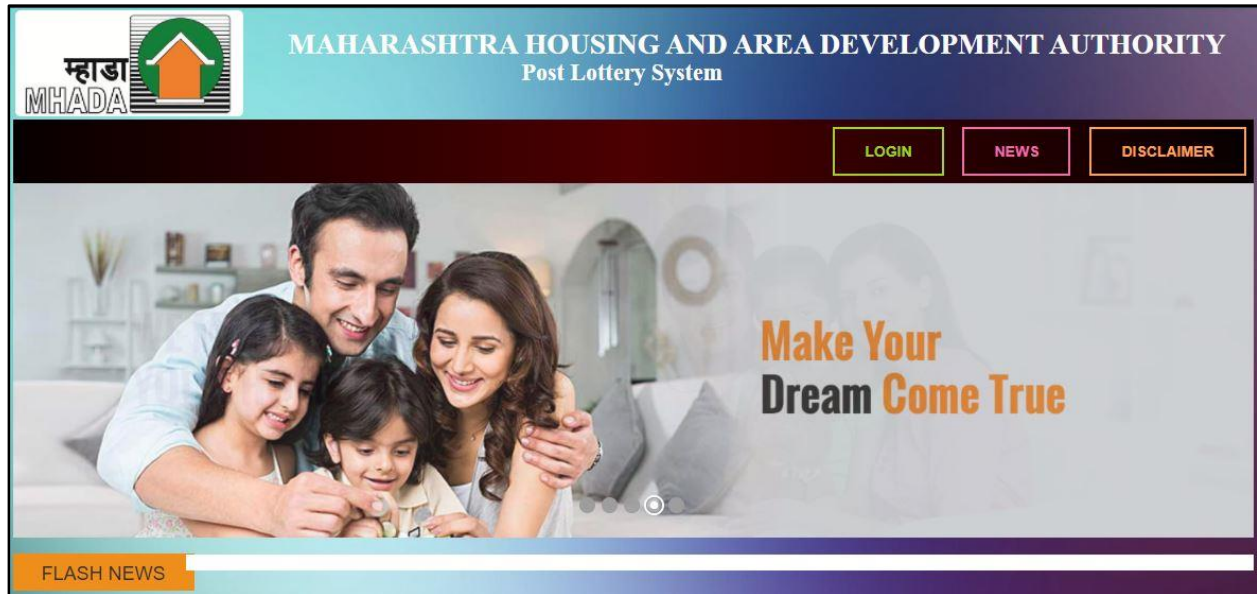 म्हाडा
MHADA
MAHARASHTRA HOUSING AND AREA DEVELOPMENT AUTHORITY
Post Lottery System
LOGIN
NEWS
DISCLAIMER
Make Your
Dream Come True
FLASH NEWS